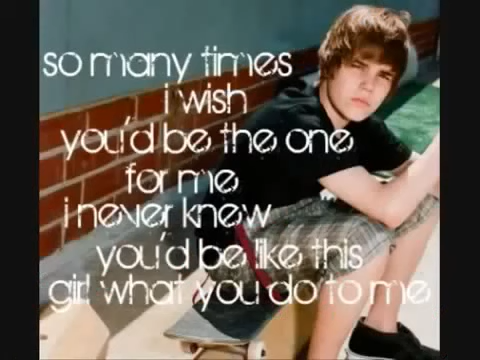 so many times
i wish
you'd be the one
for me
i never knew
you'd be like this
girl what you do to me